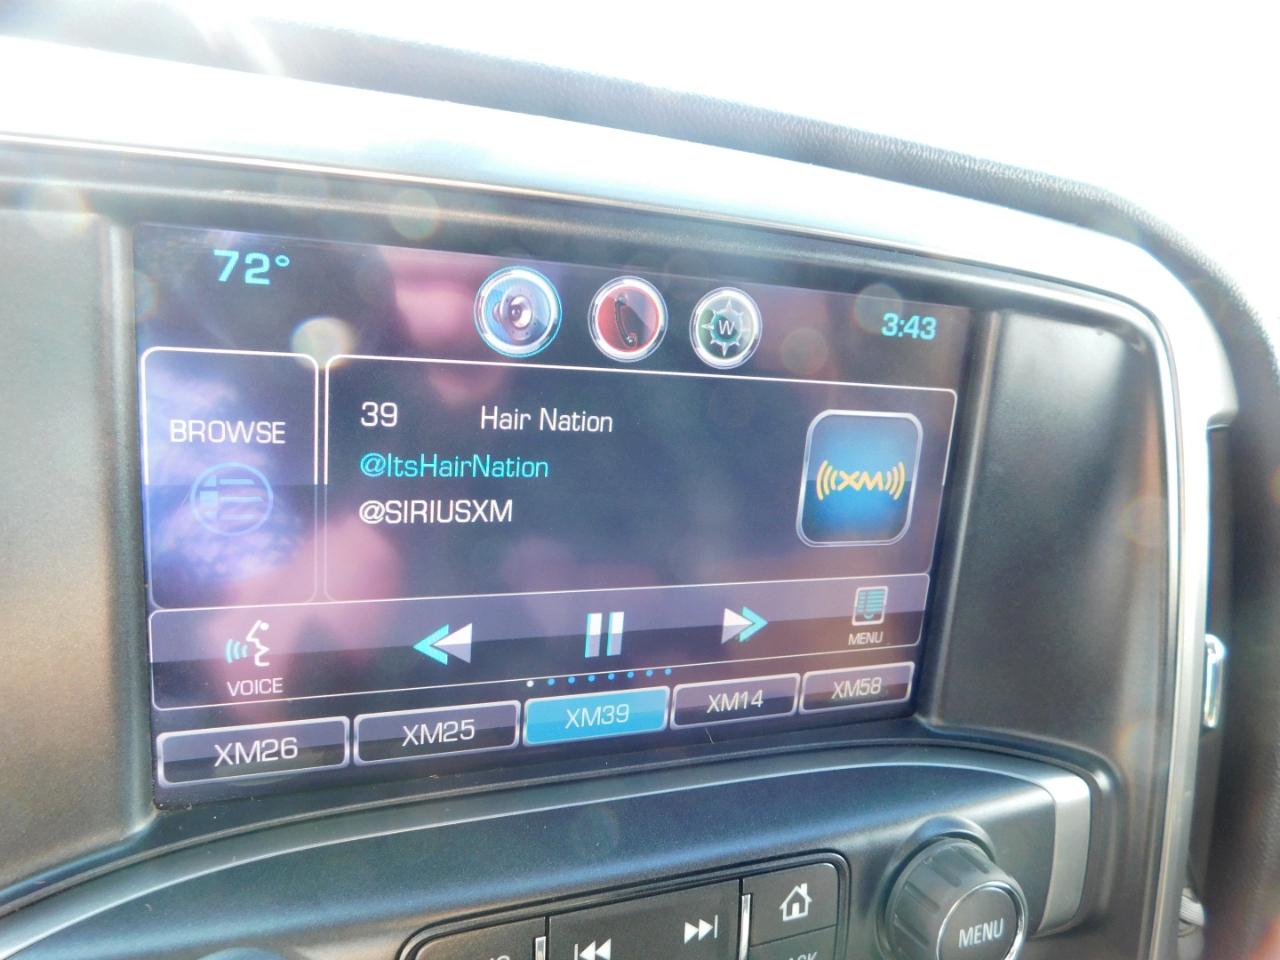 72°
W
3:43
BROWSE
39 Hair Nation
@ItsHairNation
@SIRIUSXM
((XM))
VOICE
MENU
XM26
XM25
XM39
XM14
XM58
MENU